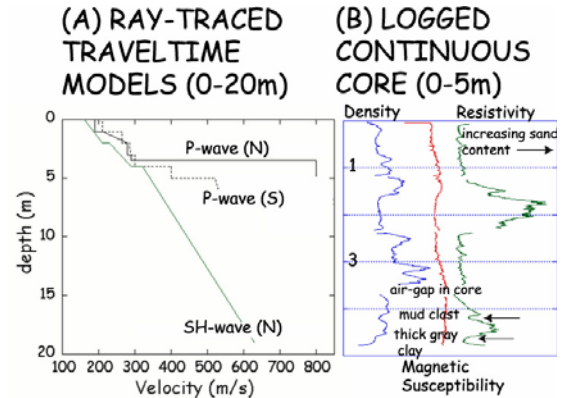 (A) RAY-TRACED
TRAVELTIME
MODELS (0-20m)
0
5
10
15
20
depth (m)
P-wave (N)
P-wave (S)
SH-wave (N)
100 200 300 400 500 600 700 800
Velocity (m/s)
(B) LOGGED
CONTINUOUS
CORE (0-5m)
Density Resistivity
increasing sand
content
1
3
air-gap in core
mud clast
thick gray
clay
Magnetic
Susceptibility